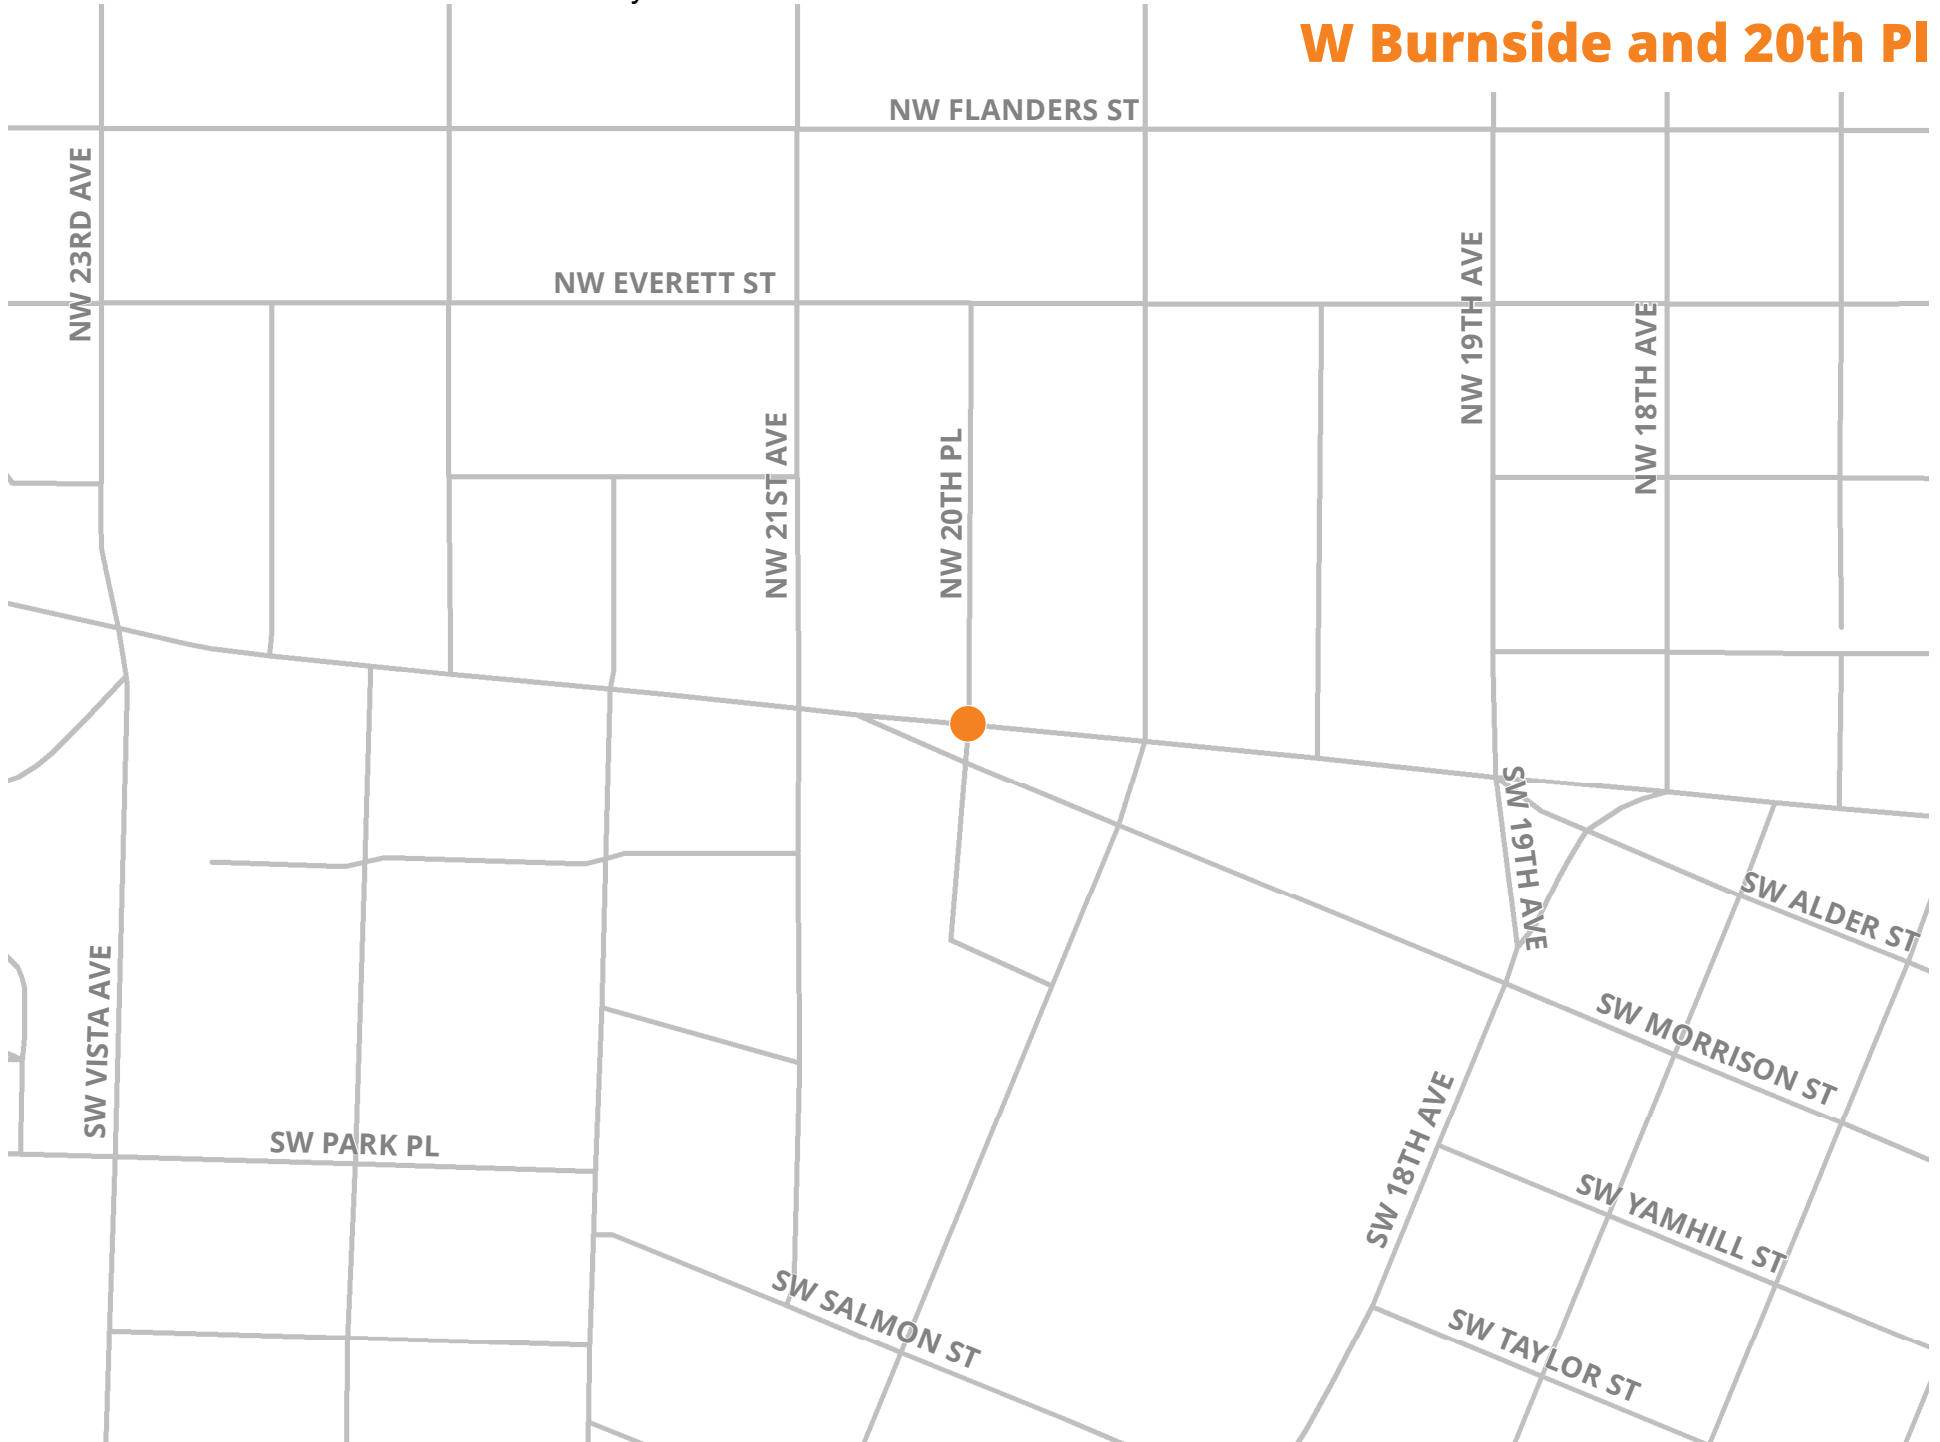 W Burnside and 20th Pl
NW FLANDERS ST
NW 23RD AVE
NW EVERETT ST
NW 19TH AVE
NW 18TH AVE
NW 21ST AVE
NW 20TH PL
SW 19TH AVE
SW ALDER ST
SW VISTA AVE
SW MORRISON ST
SW PARK PL
SW 18TH AVE
SW YAMHILL ST
SW SALMON ST
SW TAYLOR ST